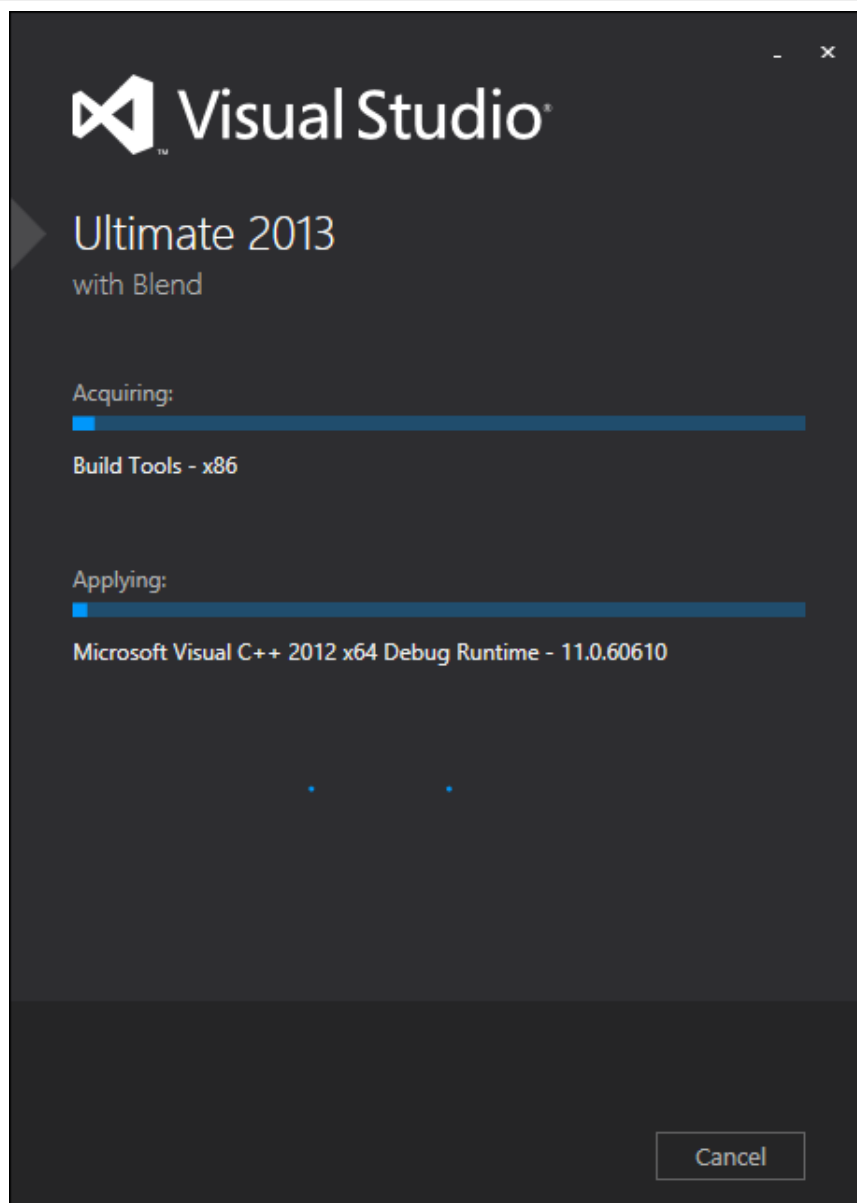 Visual Studio®
™
Ultimate 2013
with Blend
Acquiring:
Build Tools - x86
Applying:
Microsoft Visual C++ 2012 x64 Debug Runtime - 11.0.60610
Cancel